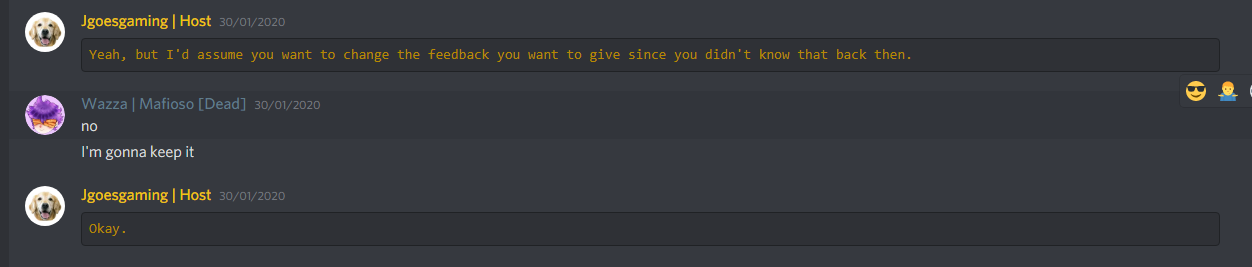 Jgoesgaming | Host 30/01/2020
Yeah, but I'd assume you want to change the feedback you want to give since you didn't know that back then.
Wazza | Mafioso [Dead] 30/01/2020
no
I'm gonna keep it
Jgoesgaming | Host 30/01/2020
Okay.